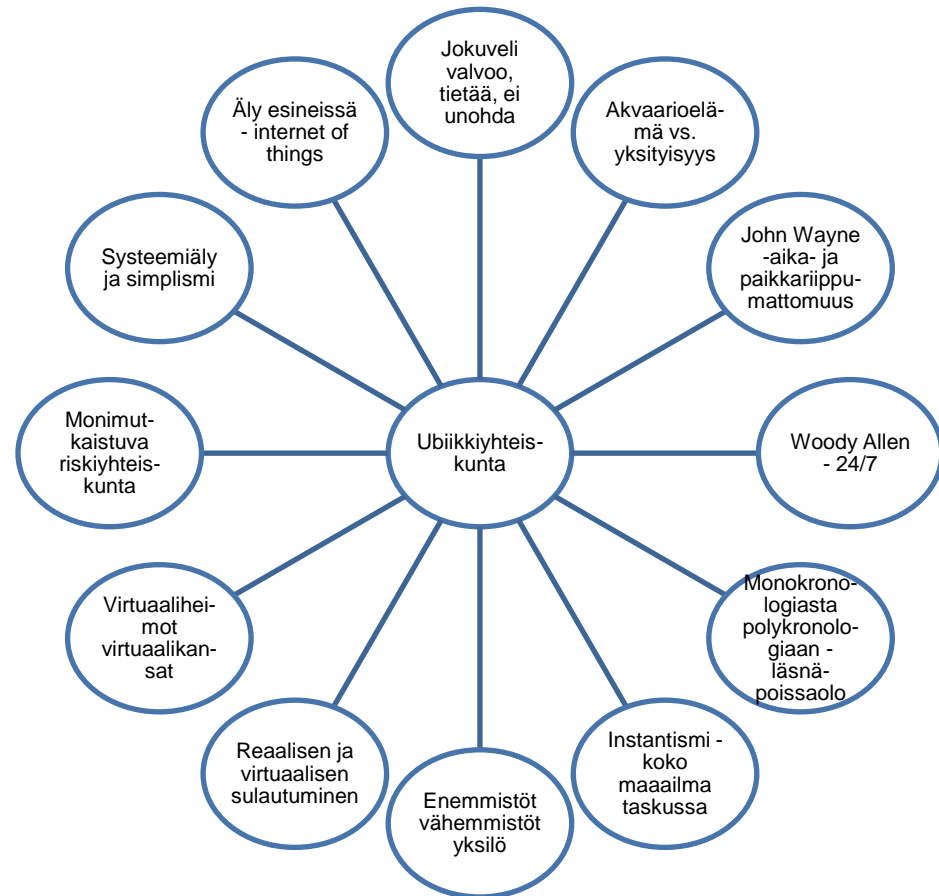 Jokuveli
valvoo,
tietää, ei
unohda
Akvaarioelä-
mä vs.
yksityisyys
John Wayne
-aika- ja
paikkariippu-
mattomuus
Woody Allen
- 24/7
Monokrono-
logiasta
polykronolo-
giaan -
läsnä-
poissaolo
Instantismi -
koko
maaailma
taskussa
Enemmistöt
vähemmistöt
yksilö
Reaalisen ja
virtuaalisen
sulautuminen
Virtuaalihei-
mot
virtuaalikan-
sat
Monimut-
kaistuva
riskiyhteis-
kunta
Systeemiäly
ja simplismi
Äly esineissä
- internet of
things
Ubiikkiyhteis-
kunta